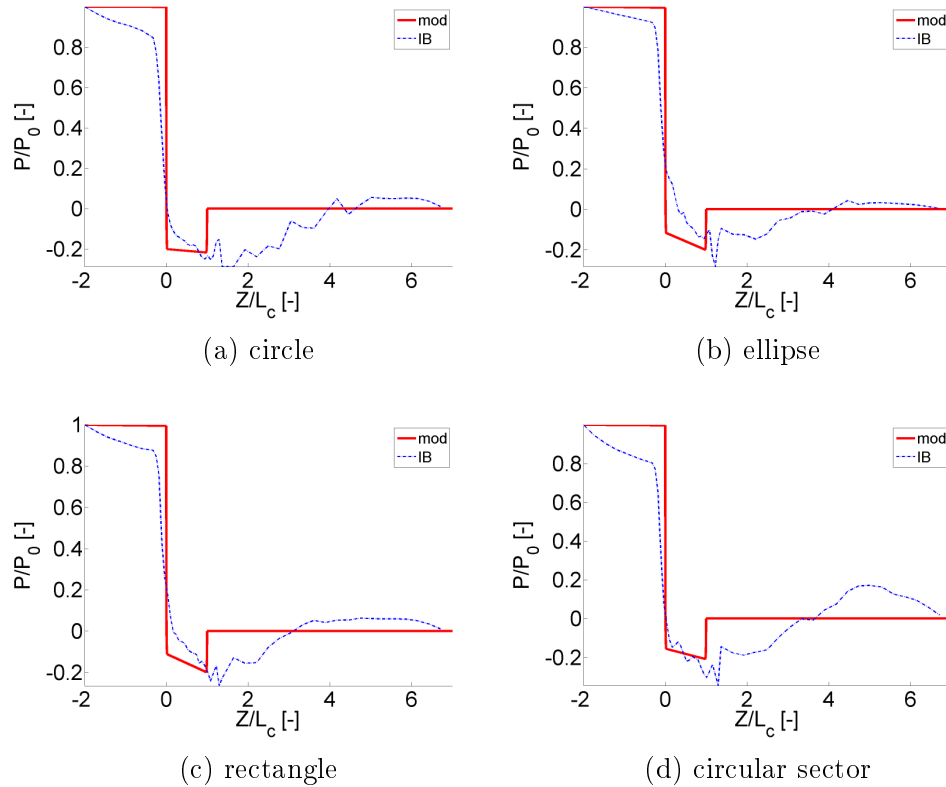 mod
IB
0.8
0.6
0.4
0.2
0
-0.2
P/P0 [-]
-2 0 2 4 6
Z/Lc [-]
(a) circle
mod
IB
0.8
0.6
0.4
0.2
0
-0.2
P/P0 [-]
-2 0 2 4 6
Z/Lc [-]
(b) ellipse
mod
IB
1
0.8
0.6
0.4
0.2
0
-0.2
P/P0 [-]
-2 0 2 4 6
Z/Lc [-]
(c) rectangle
mod
IB
0.8
0.6
0.4
0.2
0
-0.2
P/P0 [-]
-2 0 2 4 6
Z/Lc [-]
(d) circular sector